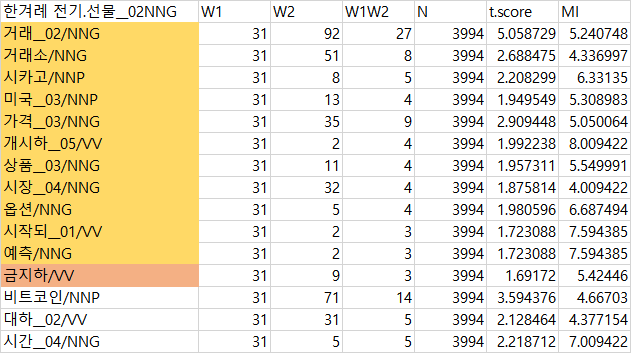 한겨레 전기.선물__02NNG W1 W2 W1W2 N t.score MI
거래__02/NNG 31 92 27 3994 5.058729 5.240748
거래소/NNG 31 51 8 3994 2.688475 4.336997
시카고/NNP 31 8 5 3994 2.208299 6.33135
미국__03/NNP 31 13 4 3994 1.949549 5.308983
가격__03/NNG 31 35 9 3994 2.909448 5.050064
개시하__05/VV 31 2 4 3994 1.992238 8.009422
상품__03/NNG 31 11 4 3994 1.957311 5.549991
시장__04/NNG 31 32 4 3994 1.875814 4.009422
옵션/NNG 31 5 4 3994 1.980596 6.687494
시작되__01/VV 31 2 3 3994 1.723088 7.594385
예측/NNG 31 2 3 3994 1.723088 7.594385
금지하/VV 31 9 3 3994 1.69172 5.42446
비트코인/NNP 31 71 14 3994 3.594376 4.66703
대하__02/VV 31 31 5 3994 2.128464 4.377154
시간__04/NNG 31 5 5 3994 2.218712 7.009422